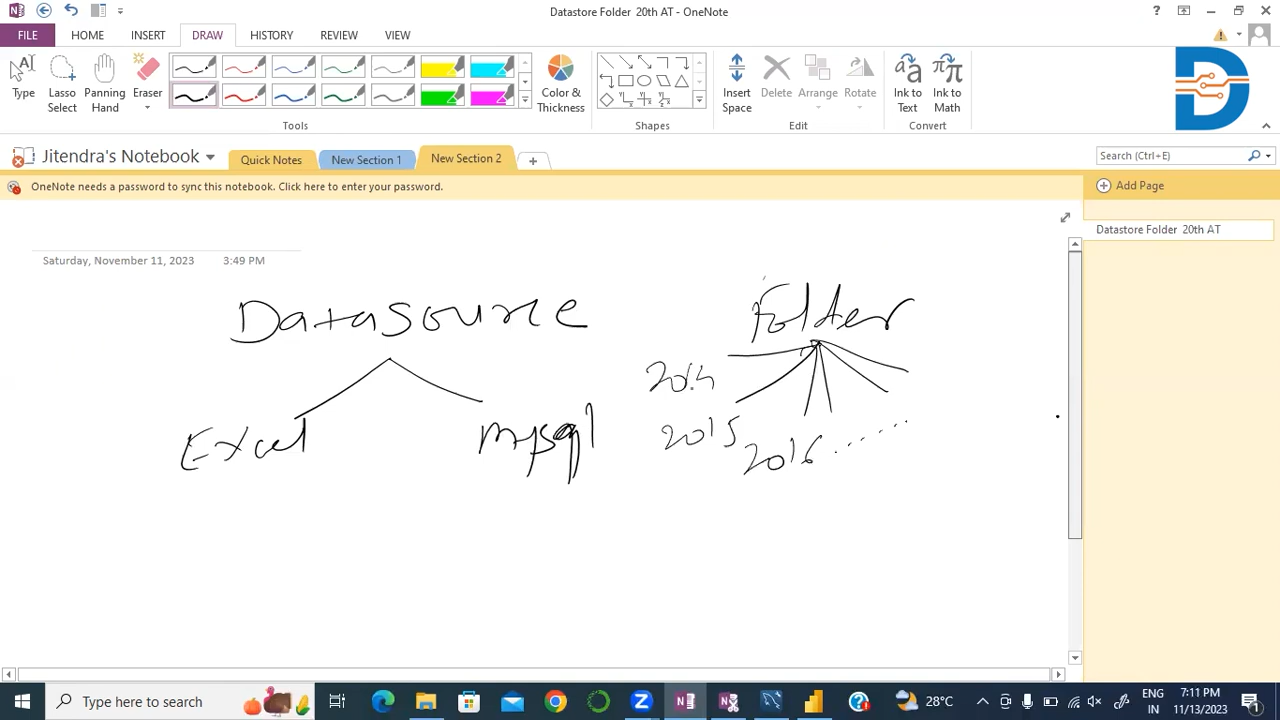 Datastore Folder 20th AT - OneNote
FILE HOME INSERT DRAW HISTORY REVIEW VIEW
Type
Lasso Select
Panning Hand
Eraser
Color & Thickness
Insert Space
Delete
Arrange
Rotate
Ink to Text
Ink to Math
Tools
Shapes
Edit
Convert
Jitendra's Notebook
Quick Notes
New Section 1
New Section 2
Search (Ctrl+E)
OneNote needs a password to sync this notebook. Click here to enter your password.
Add Page
Datastore Folder 20th AT
Saturday, November 11, 2023 3:49 PM
Datasource
Folder
2014
Excel
mysql
2015
2016 ......
Type here to search
28°C
ENG
IN
7:11 PM
11/13/2023
1